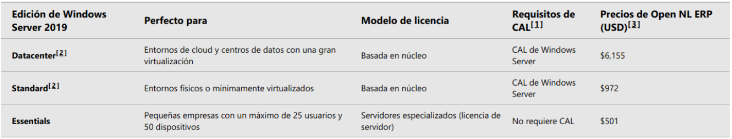 Edición de Windows Server 2019
Perfecto para
Modelo de licencia
Requisitos de CAL[1]
Precios de Open NL ERP (USD)[3]
Datacenter[2]
Entornos de cloud y centros de datos con una gran
virtualización
Basada en núcleo
CAL de Windows
Server
$6,155
Standard[2]
Entornos físicos o mínimamente virtualizados
Basada en núcleo
CAL de Windows
Server
$972
Essentials
Pequeñas empresas con un máximo de 25 usuarios y
50 dispositivos
Servidores especializados (licencia de
servidor)
No requiere CAL
$501